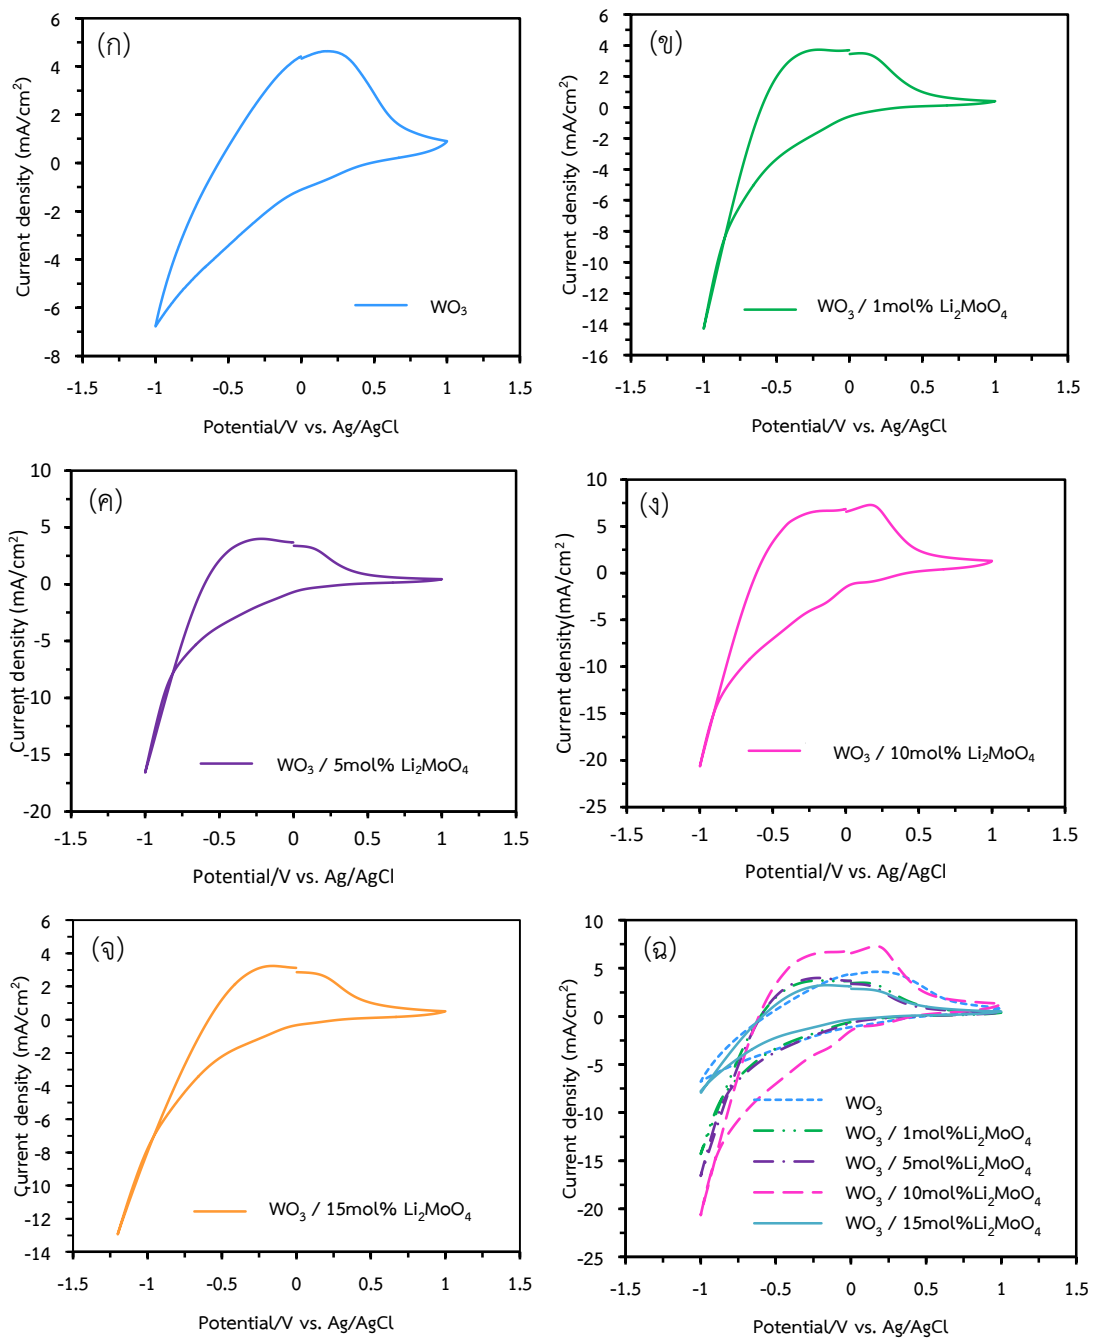 (ก)
Current density (mA/cm²)
6
4
2
0
-2
-4
-6
-8
WO₃
-1.5 -1 -0.5 0 0.5 1 1.5
Potential/V vs. Ag/AgCl
(ข)
Current density (mA/cm²)
6
4
2
0
-2
-4
-6
-8
-10
-12
-14
-16
WO₃ / 1mol% Li₂MoO₄
-1.5 -1 -0.5 0 0.5 1 1.5
Potential/V vs. Ag/AgCl
(ค)
Current density (mA/cm²)
10
5
0
-5
-10
-15
-20
WO₃ / 5mol% Li₂MoO₄
-1.5 -1 -0.5 0 0.5 1 1.5
Potential/V vs. Ag/AgCl
(ง)
Current density(mA/cm²)
10
5
0
-5
-10
-15
-20
-25
WO₃ / 10mol% Li₂MoO₄
-1.5 -1 -0.5 0 0.5 1 1.5
Potential/V vs. Ag/AgCl
(จ)
Current density (mA/cm²)
6
4
2
0
-2
-4
-6
-8
-10
-12
-14
WO₃ / 15mol% Li₂MoO₄
-1.5 -1 -0.5 0 0.5 1 1.5
Potential/V vs. Ag/AgCl
(ฉ)
Current density (mA/cm²)
10
5
0
-5
-10
-15
-20
-25
WO₃
WO₃ / 1mol%Li₂MoO₄
WO₃ / 5mol%Li₂MoO₄
WO₃ / 10mol%Li₂MoO₄
WO₃ / 15mol%Li₂MoO₄
-1.5 -1 -0.5 0 0.5 1 1.5
Potential/V vs. Ag/AgCl